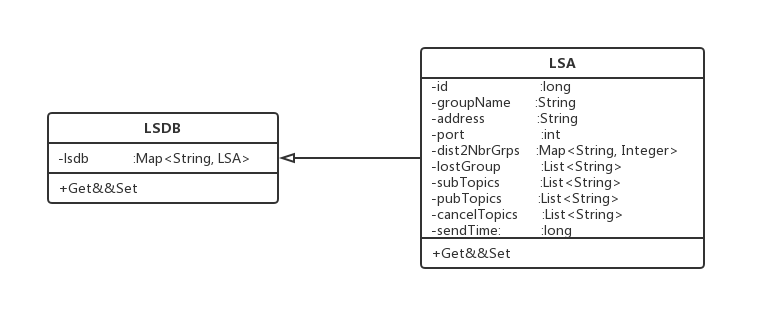 LSDB
-lsdb :Map<String, LSA>
+Get&&Set
LSA
-id :long
-groupName :String
-address :String
-port :int
-dist2NbrGrps :Map<String, Integer>
-lostGroup :List<String>
-subTopics :List<String>
-pubTopics :List<String>
-cancelTopics :List<String>
-sendTime: :long
+Get&&Set